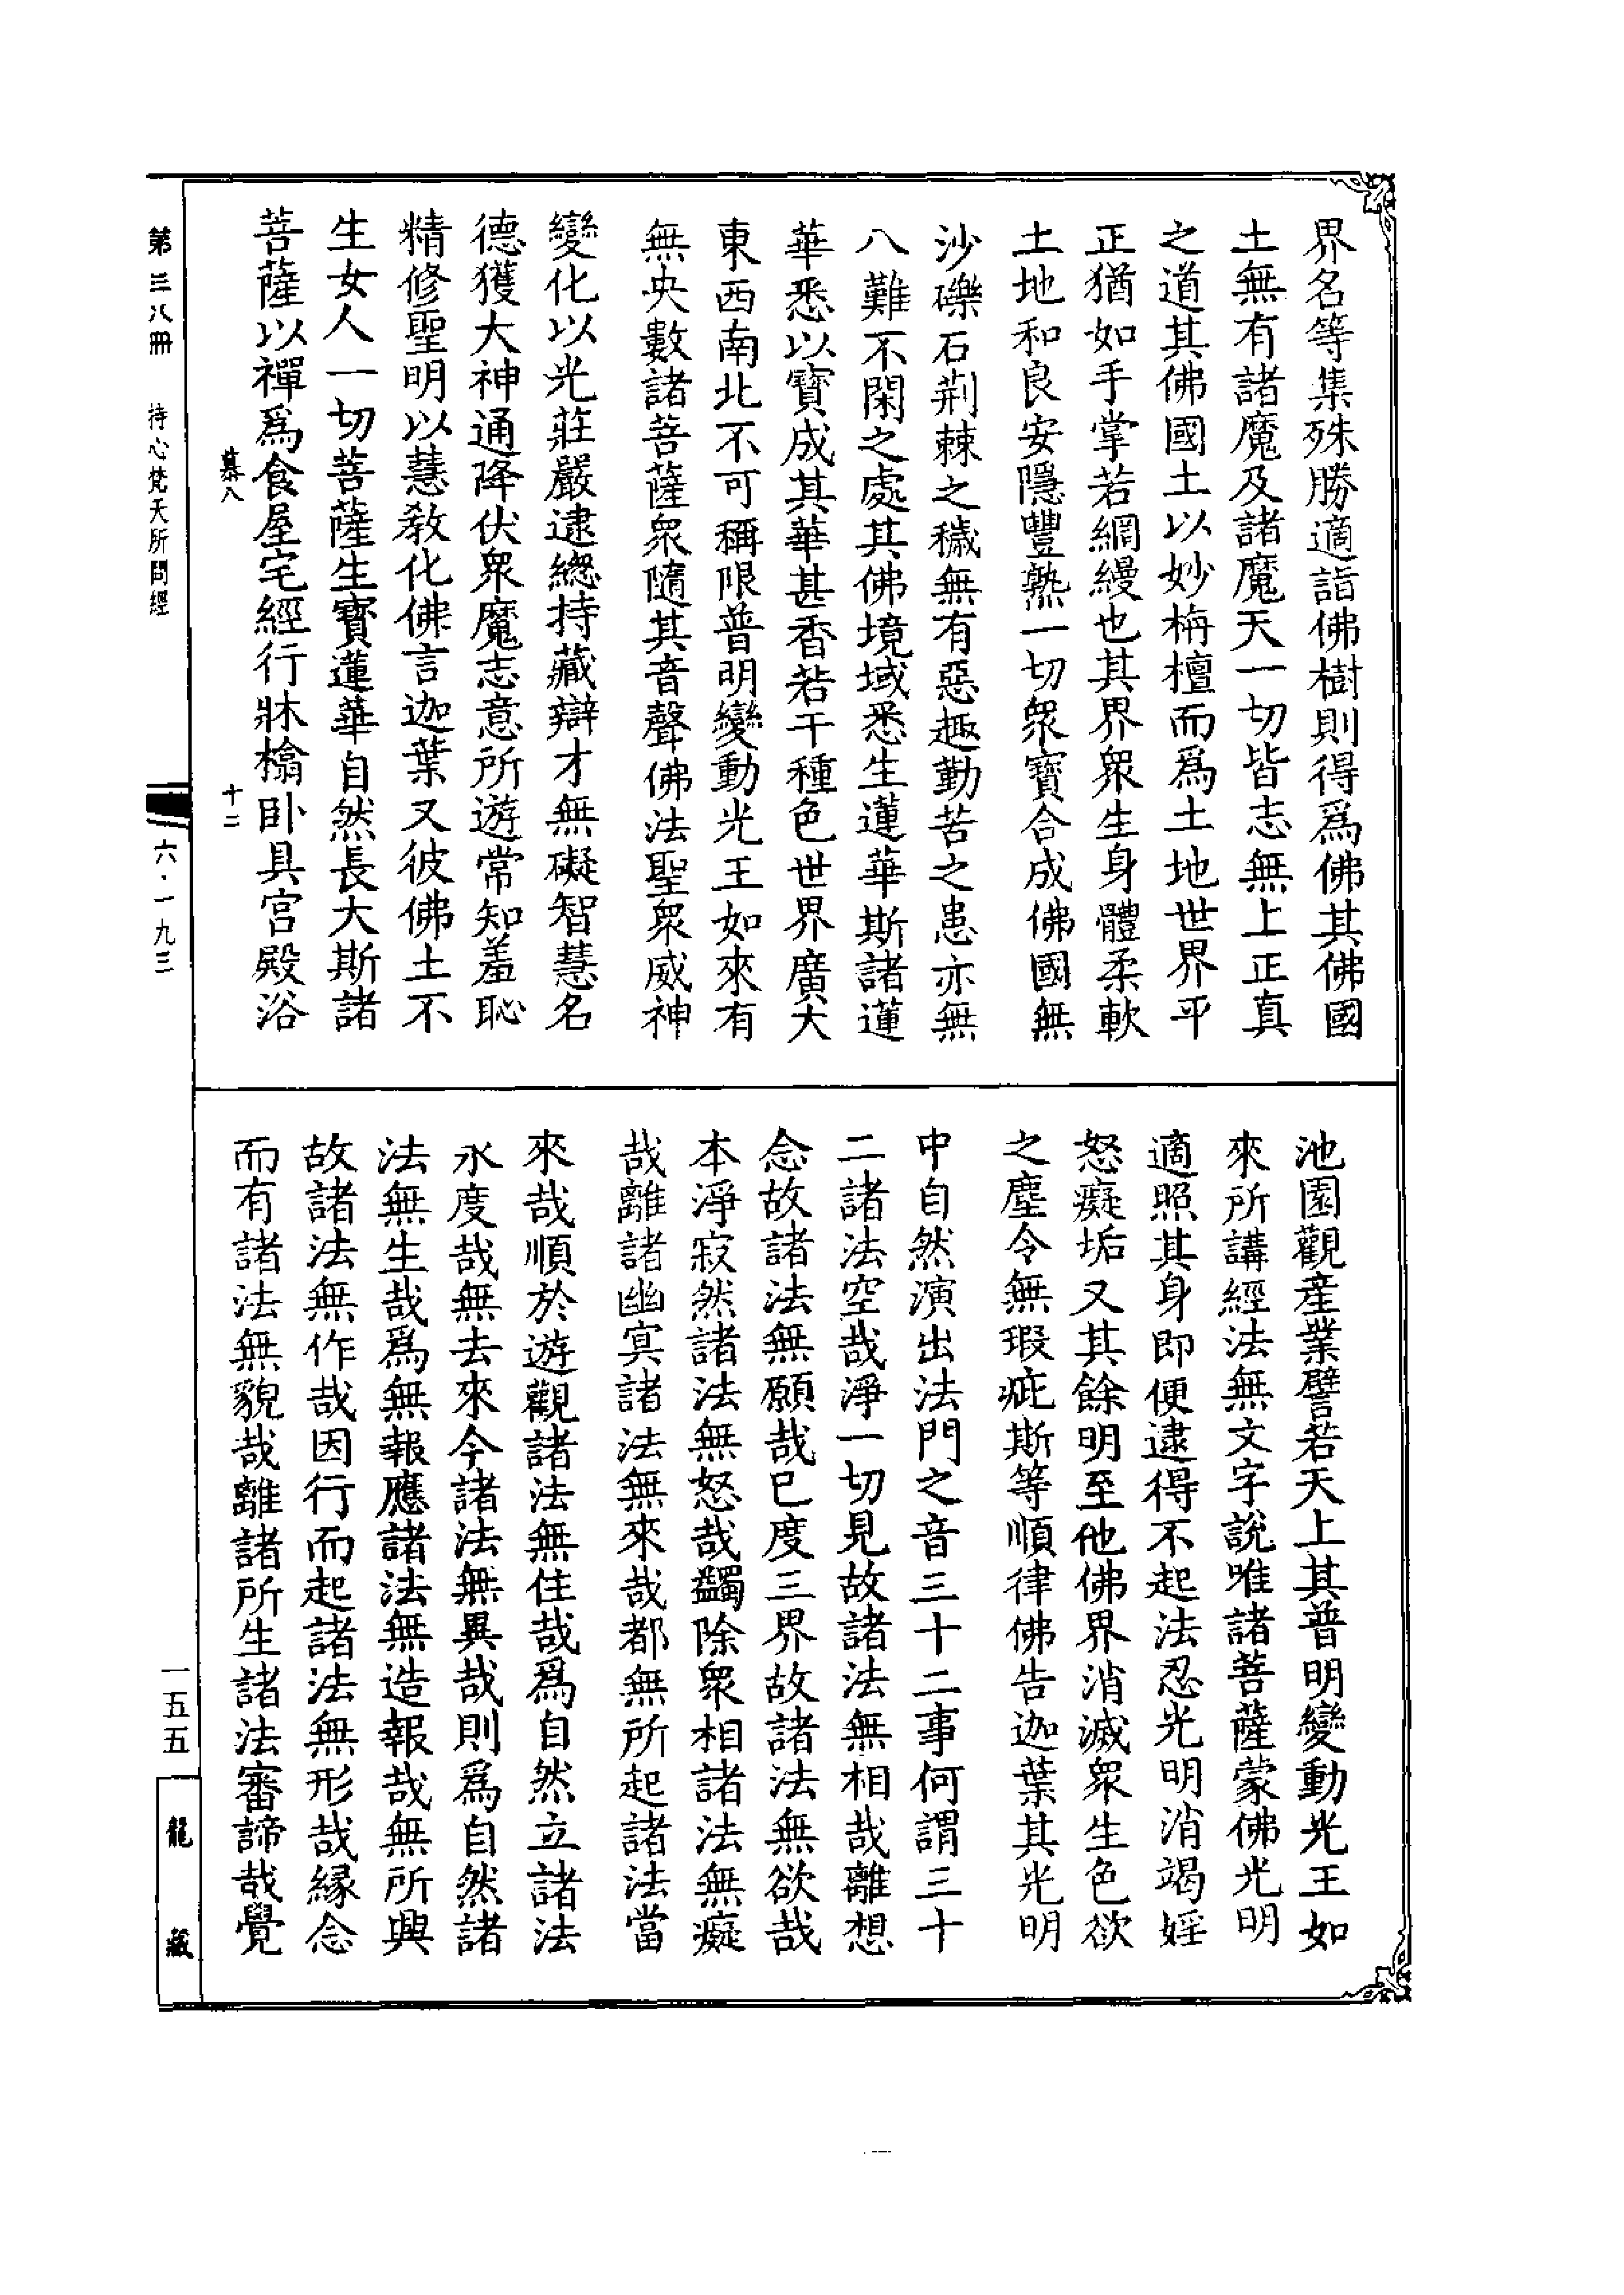 界名等集殊勝適詣佛樹則得爲佛其佛國
土無有諸魔及諸魔天一切皆志無上正真
之道其佛國土以妙栴檀而爲土地世界平
正猶如手掌若網縵也其界衆生身體柔軟
土地和良安隱豐熟一切衆寶合成佛國無
沙礫石荆棘之穢無有惡趣勤苦之患亦無
八難不閑之處其佛境域悉生蓮華斯諸蓮
華悉以寶成其華甚香若干種色世界廣大
東西南北不可稱限普明變動光王如來有
無央數諸菩薩衆隨其音聲佛法聖衆威神
變化以光莊嚴逮總持藏辯才無礙智慧名
德獲大神通降伏衆魔志意所遊常知羞恥
精修聖明以慧敎化佛言迦葉又彼佛土不
生女人一切菩薩生寳蓮華自然長大斯諸
菩薩以禪爲食屋宅經行牀橠卧具宫殿浴
慕八
十二
池園觀産業譬若天上其普明變動光王如
來所講經法無文字說唯諸菩薩蒙佛光明
適照其身即便逮得不起法忍光明消竭婬
怒癡垢又其餘明至他佛界消滅衆生色欲
之塵令無瑕疵斯等順律佛告迦葉其光明
中自然演出法門之音三十二事何謂三十
二諸法空哉淨一切見故諸法無相哉離想
念故諸法無願哉已度三界故諸法無欲哉
本淨寂然諸法無怒哉蠲除衆相諸法無癡
哉離諸幽冥諸法無來哉都無所起諸法當
來哉順於遊觀諸法無住哉爲自然立諸法
永度哉無去來今諸法無異哉則爲自然諸
法無生哉爲無報應諸法無造報哉無所興
故諸法無作哉因行而起諸法無形哉縁念
而有諸法無貌哉離諸所生諸法審諦哉覺
第三八冊 持心梵天所問經
六·一九三
一五五
龍藏